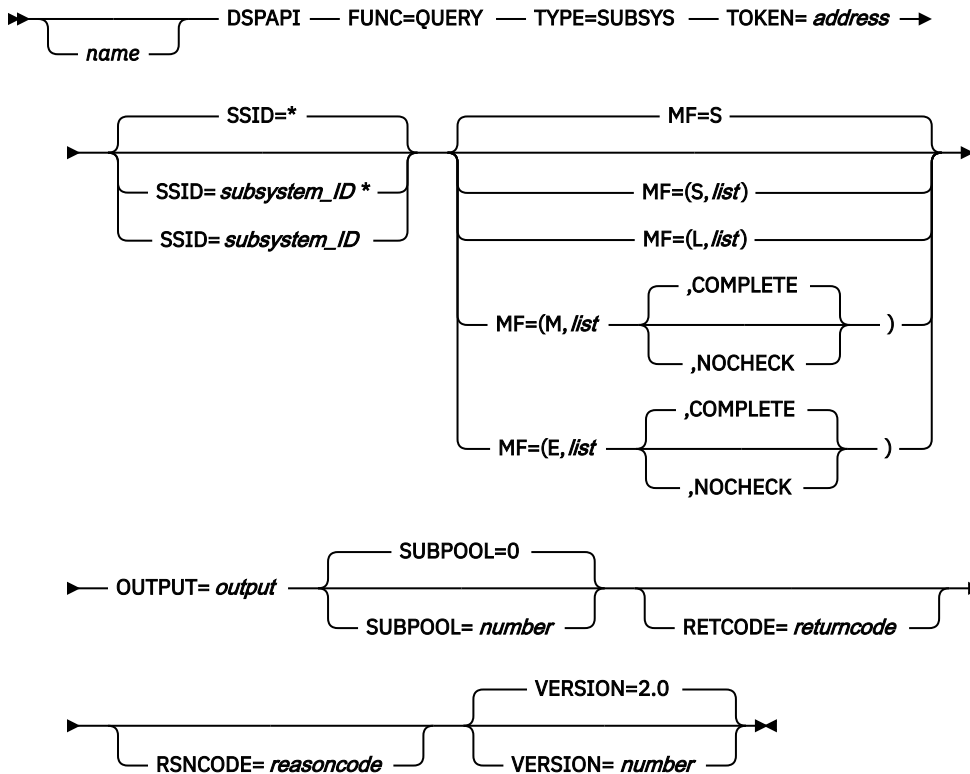 DSPAPI FUNC=QUERY TYPE=SUBSYS TOKEN= address
name
SSID=*
SSID= subsystem_ID *
SSID= subsystem_ID
MF=S
MF=(S,list)
MF=(L,list)
MF=(M,list ,COMPLETE ,NOCHECK )
MF=(E,list ,COMPLETE ,NOCHECK )
OUTPUT= output
SUBPOOL=0
SUBPOOL= number
RETCODE= returncode
RSNCODE= reasoncode
VERSION=2.0
VERSION= number